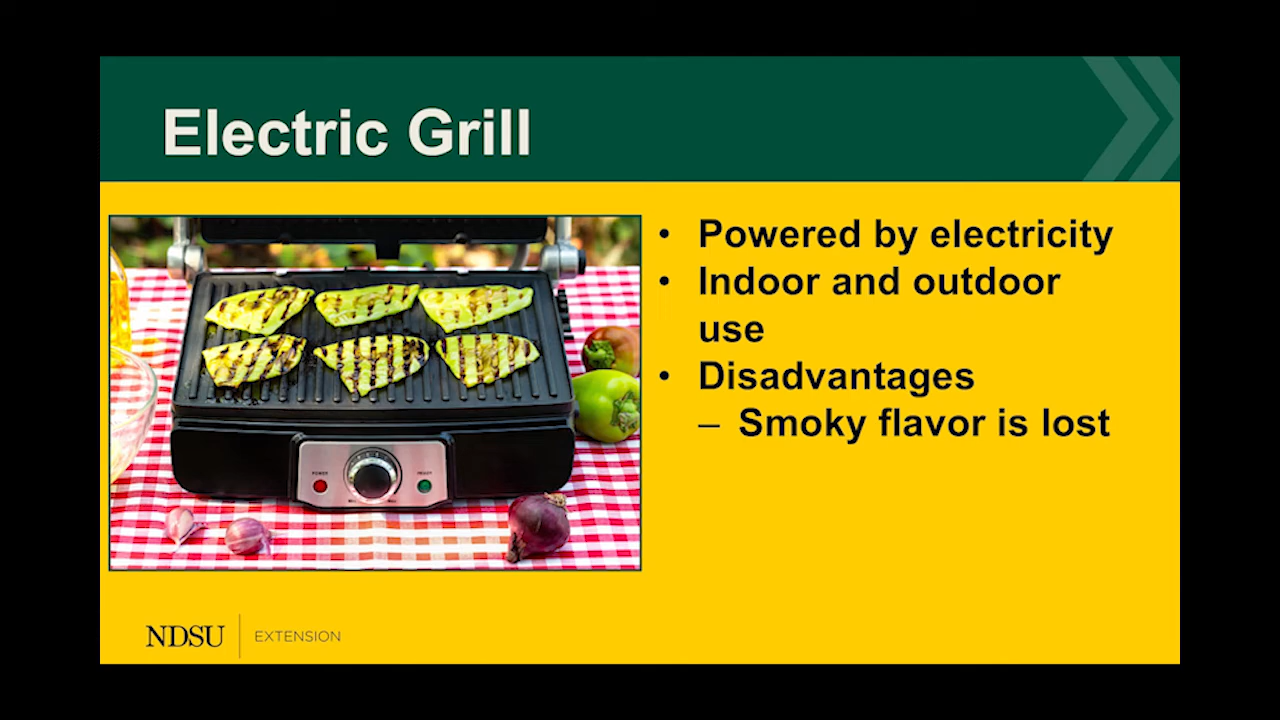 Electric Grill
• Powered by electricity
• Indoor and outdoor
use
• Disadvantages
– Smoky flavor is lost
POWER
READY
NDSU
EXTENSION